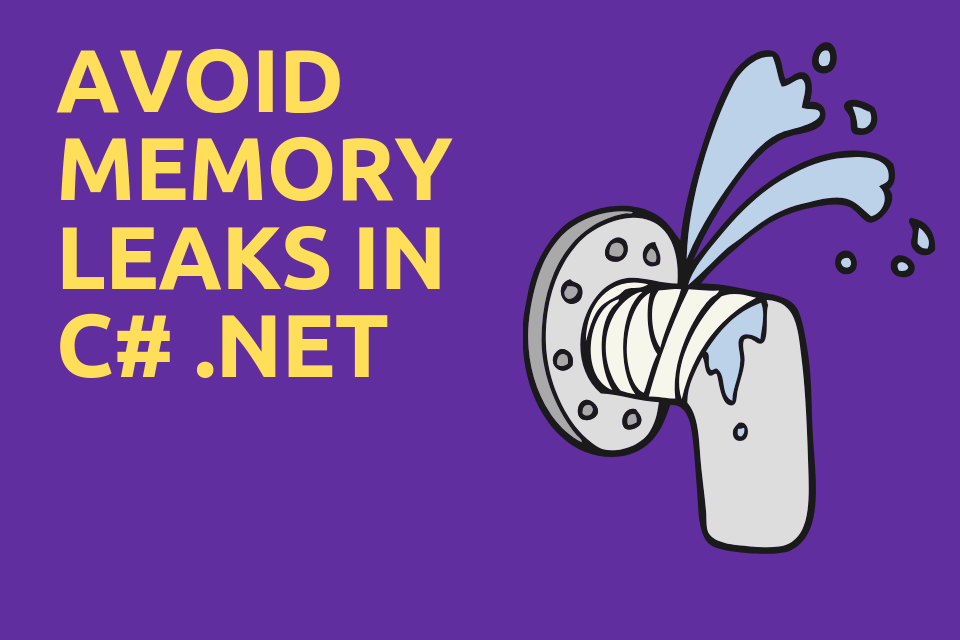 AVOID
MEMORY
LEAKS IN
C# .NET